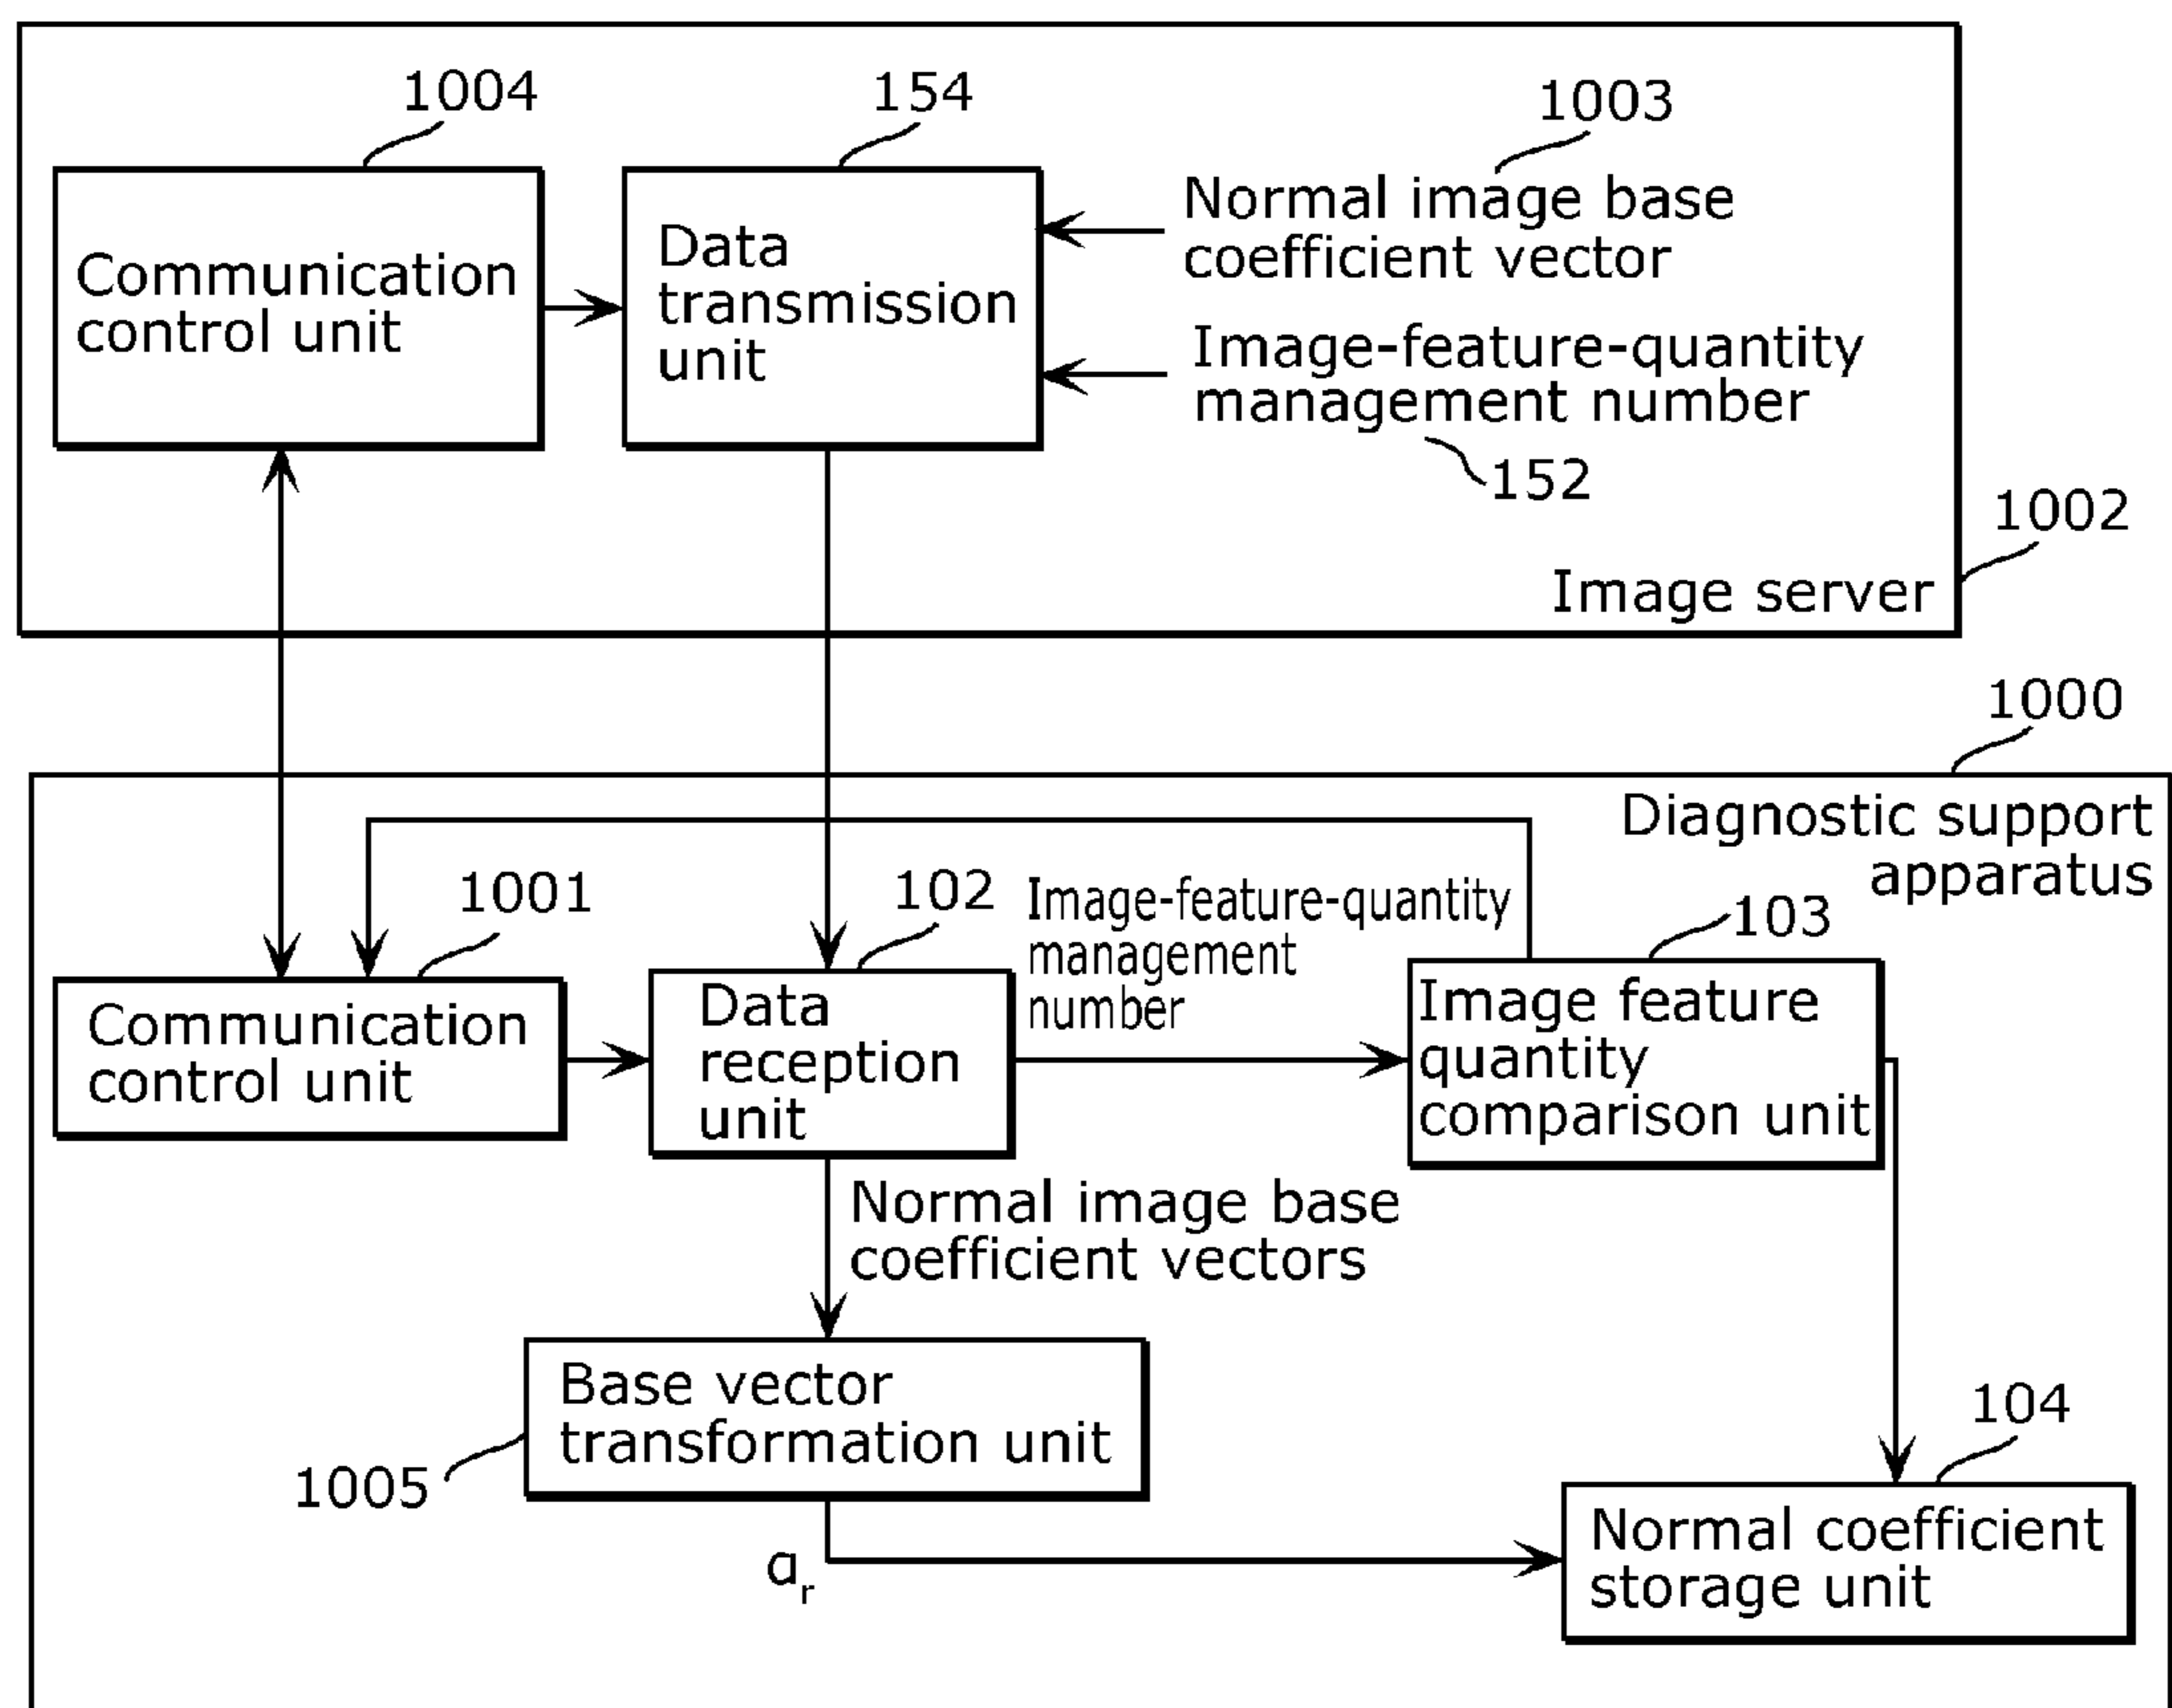 1004
154
1003
Communication
control unit
Data
transmission
unit
Normal image base
coefficient vector
Image-feature-quantity
management number
152
1002
Image server
1000
Diagnostic support
apparatus
1001
102
Image-feature-quantity
management
number
103
Communication
control unit
Data
reception
unit
Image feature
quantity
comparison unit
Normal image base
coefficient vectors
Base vector
transformation unit
1005
104
Normal coefficient
storage unit
αr